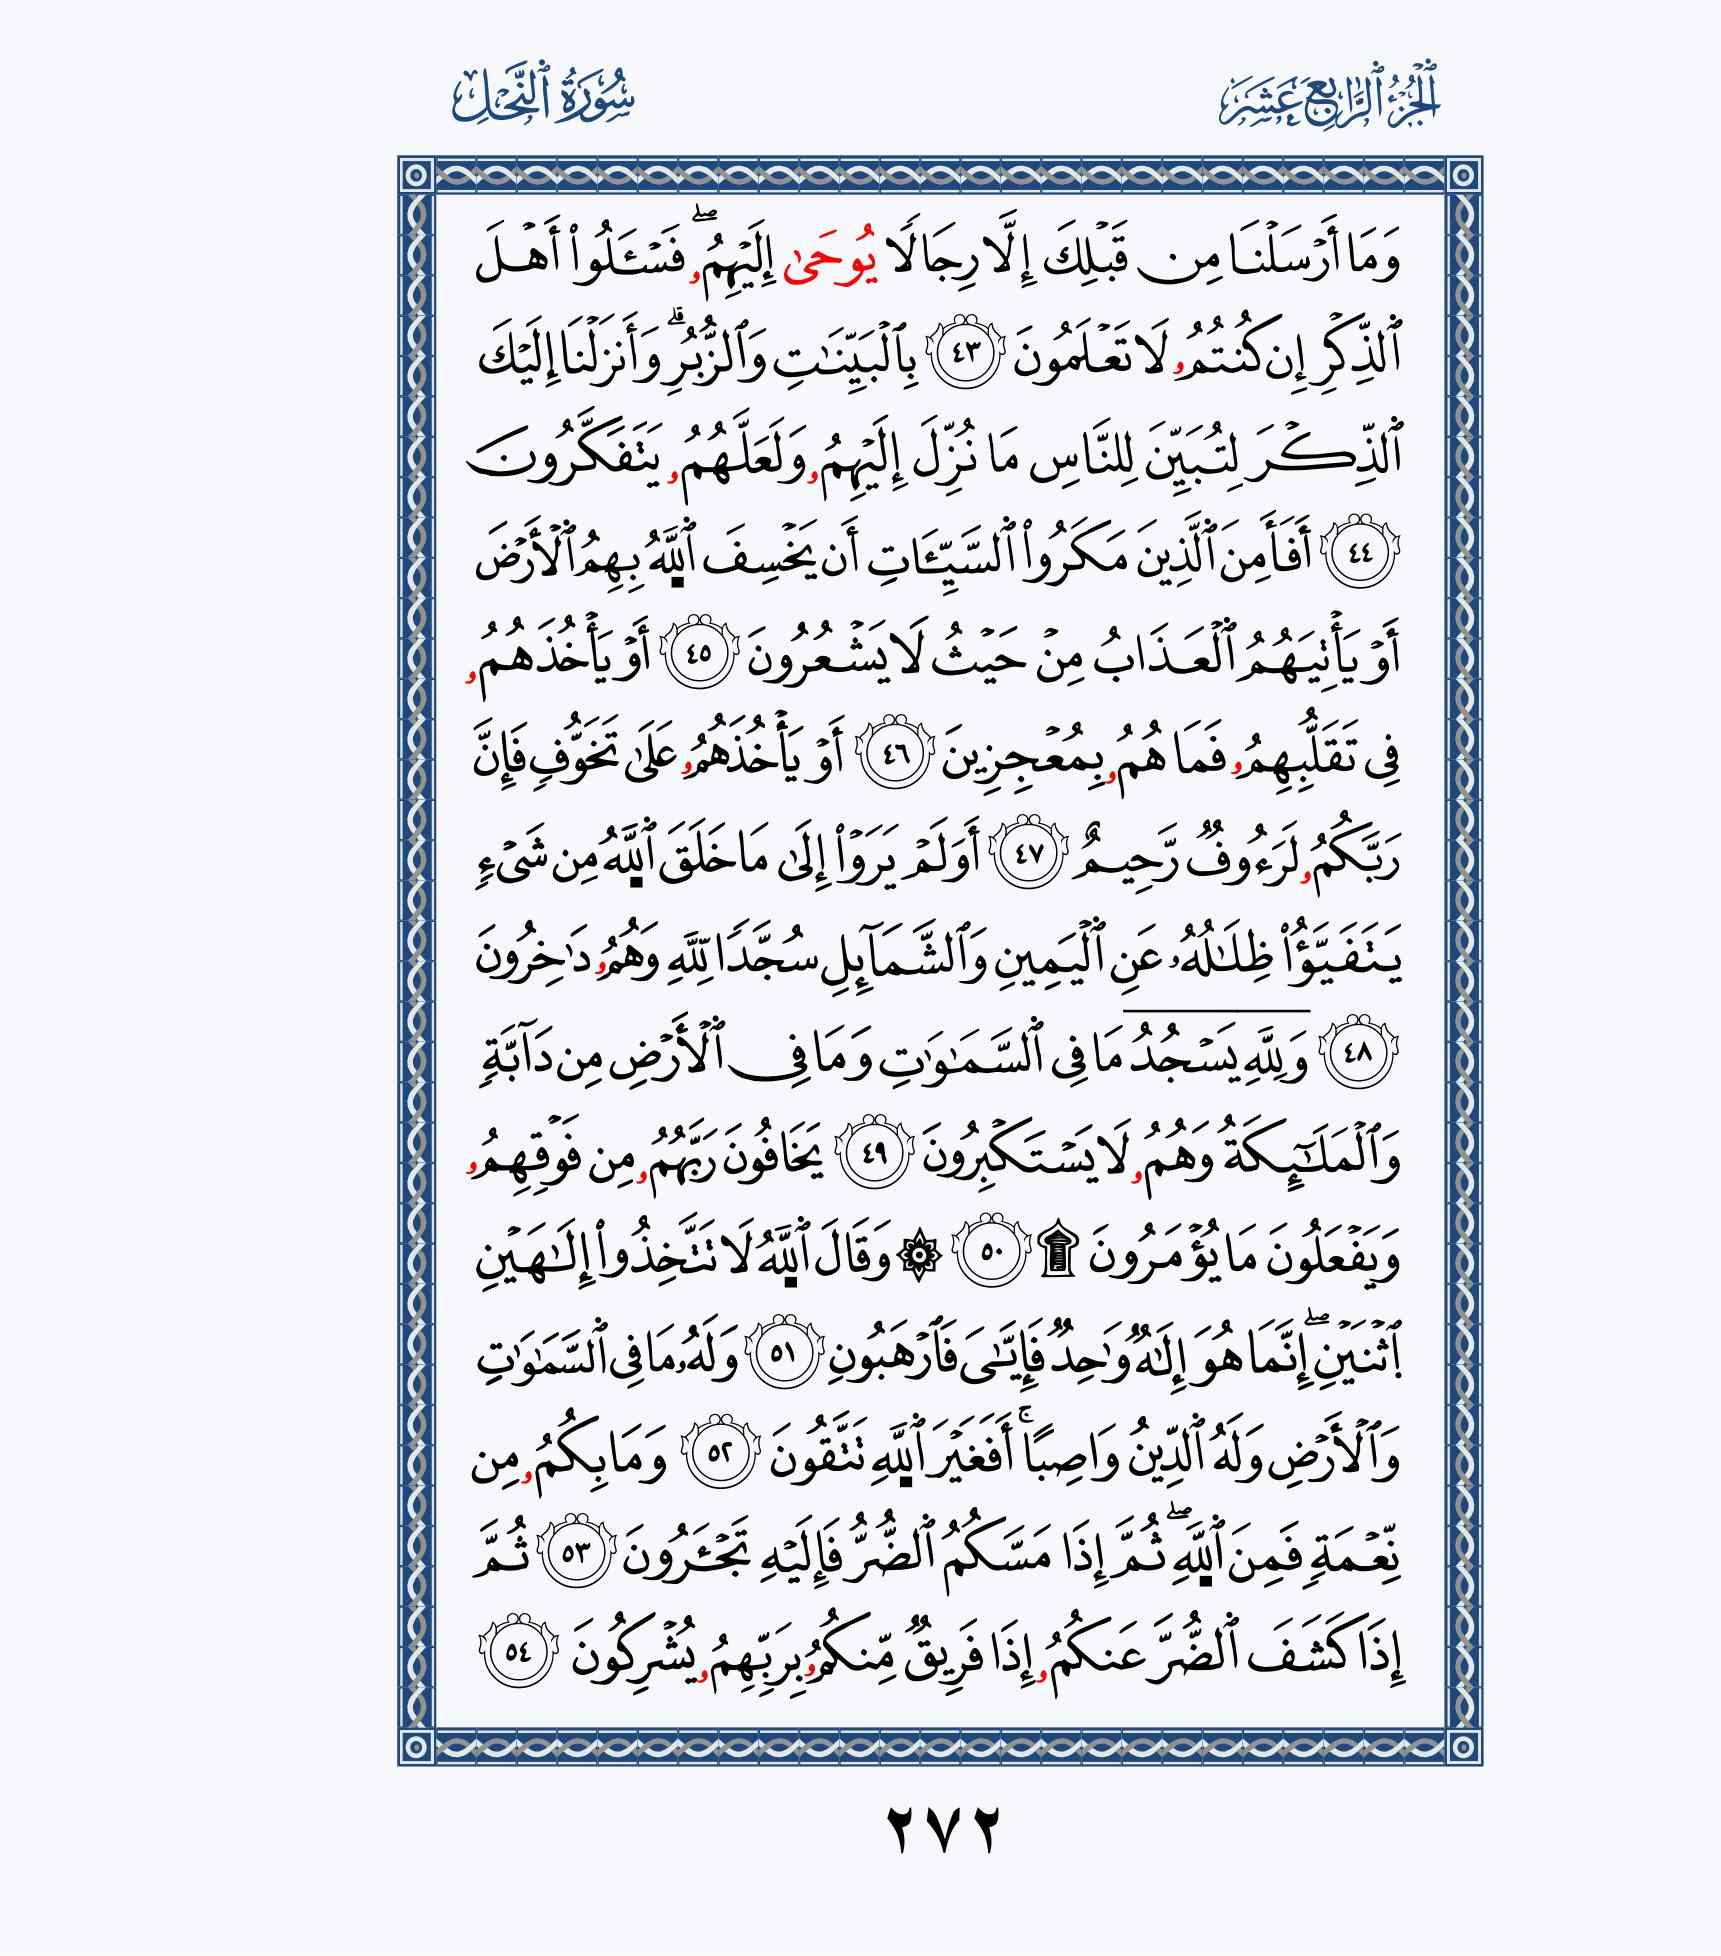 الجُزْءُ ٱلرَّابِعَ عَشَرَ
سُورَةُ ٱلنَّحْلِ
وَمَا أَرۡسَلۡنَا مِن قَبۡلِكَ إِلَّا رِجَالًا يُوحَىٰ إِلَيۡهِمُۥۖ فَسۡـَٔلُواْ أَهۡلَ
ٱلذِّكۡرِ إِن كُنتُمُۥ لَا تَعۡلَمُونَ ٤٣ بِٱلۡبَيِّنَٰتِ وَٱلزُّبُرِۗ وَأَنزَلۡنَا إِلَيۡكَ
ٱلذِّكۡرَ لِتُبَيِّنَ لِلنَّاسِ مَا نُزِّلَ إِلَيۡهِمُۥ وَلَعَلَّهُمُۥ يَتَفَكَّرُونَ
٤٤ أَفَأَمِنَ ٱلَّذِينَ مَكَرُواْ ٱلسَّيِّـَٔاتِ أَن يَخۡسِفَ ٱللَّهُ بِهِمُ ٱلۡأَرۡضَ
أَوۡ يَأۡتِيَهُمُ ٱلۡعَذَابُ مِنۡ حَيۡثُ لَا يَشۡعُرُونَ ٤٥ أَوۡ يَأۡخُذَهُمُۥ
فِي تَقَلُّبِهِمُۥ فَمَا هُمُۥ بِمُعۡجِزِينَ ٤٦ أَوۡ يَأۡخُذَهُمُۥ عَلَىٰ تَخَوُّفٖ فَإِنَّ
رَبَّكُمُۥ لَرَءُوفٞ رَّحِيمٌ ٤٧ أَوَلَمۡ يَرَوۡاْ إِلَىٰ مَا خَلَقَ ٱللَّهُ مِن شَيۡءٖ
يَتَفَيَّؤُاْ ظِلَٰلُهُۥ عَنِ ٱلۡيَمِينِ وَٱلشَّمَآئِلِ سُجَّدٗا لِّلَّهِ وَهُمُۥ دَٰخِرُونَ
٤٨ وَلِلَّهِ يَسۡجُدُ مَا فِي ٱلسَّمَٰوَٰتِ وَمَا فِي ٱلۡأَرۡضِ مِن دَآبَّةٖ
وَٱلۡمَلَٰٓئِكَةُ وَهُمُۥ لَا يَسۡتَكۡبِرُونَ ٤٩ يَخَافُونَ رَبَّهُمُۥ مِن فَوۡقِهِمُۥ
وَيَفۡعَلُونَ مَا يُؤۡمَرُونَ ۩ ٥٠ ۞ وَقَالَ ٱللَّهُ لَا تَتَّخِذُواْ إِلَٰهَيۡنِ
ٱثۡنَيۡنِۖ إِنَّمَا هُوَ إِلَٰهٞ وَٰحِدٞ فَإِيَّٰيَ فَٱرۡهَبُونِ ٥١ وَلَهُۥ مَا فِي ٱلسَّمَٰوَٰتِ
وَٱلۡأَرۡضِ وَلَهُ ٱلدِّينُ وَاصِبًاۚ أَفَغَيۡرَ ٱللَّهِ تَتَّقُونَ ٥٢ وَمَا بِكُمُۥ مِن
نِّعۡمَةٖ فَمِنَ ٱللَّهِۖ ثُمَّ إِذَا مَسَّكُمُ ٱلضُّرُّ فَإِلَيۡهِ تَجۡـَٔرُونَ ٥٣ ثُمَّ
إِذَا كَشَفَ ٱلضُّرَّ عَنكُمُۥ إِذَا فَرِيقٞ مِّنكُمُۥ بِرَبِّهِمُۥ يُشۡرِكُونَ ٥٤
٢٧٢